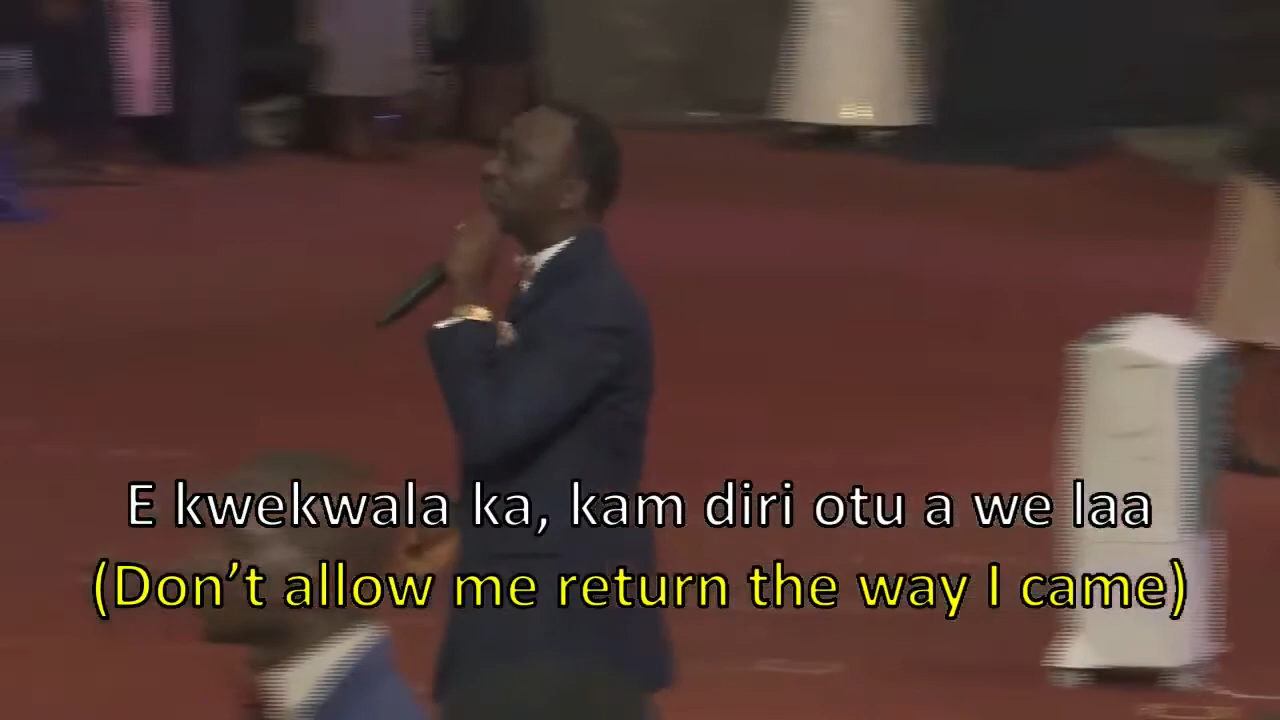 E kwekwala ka, kam diri otu a we laa
(Don’t allow me return the way I came)